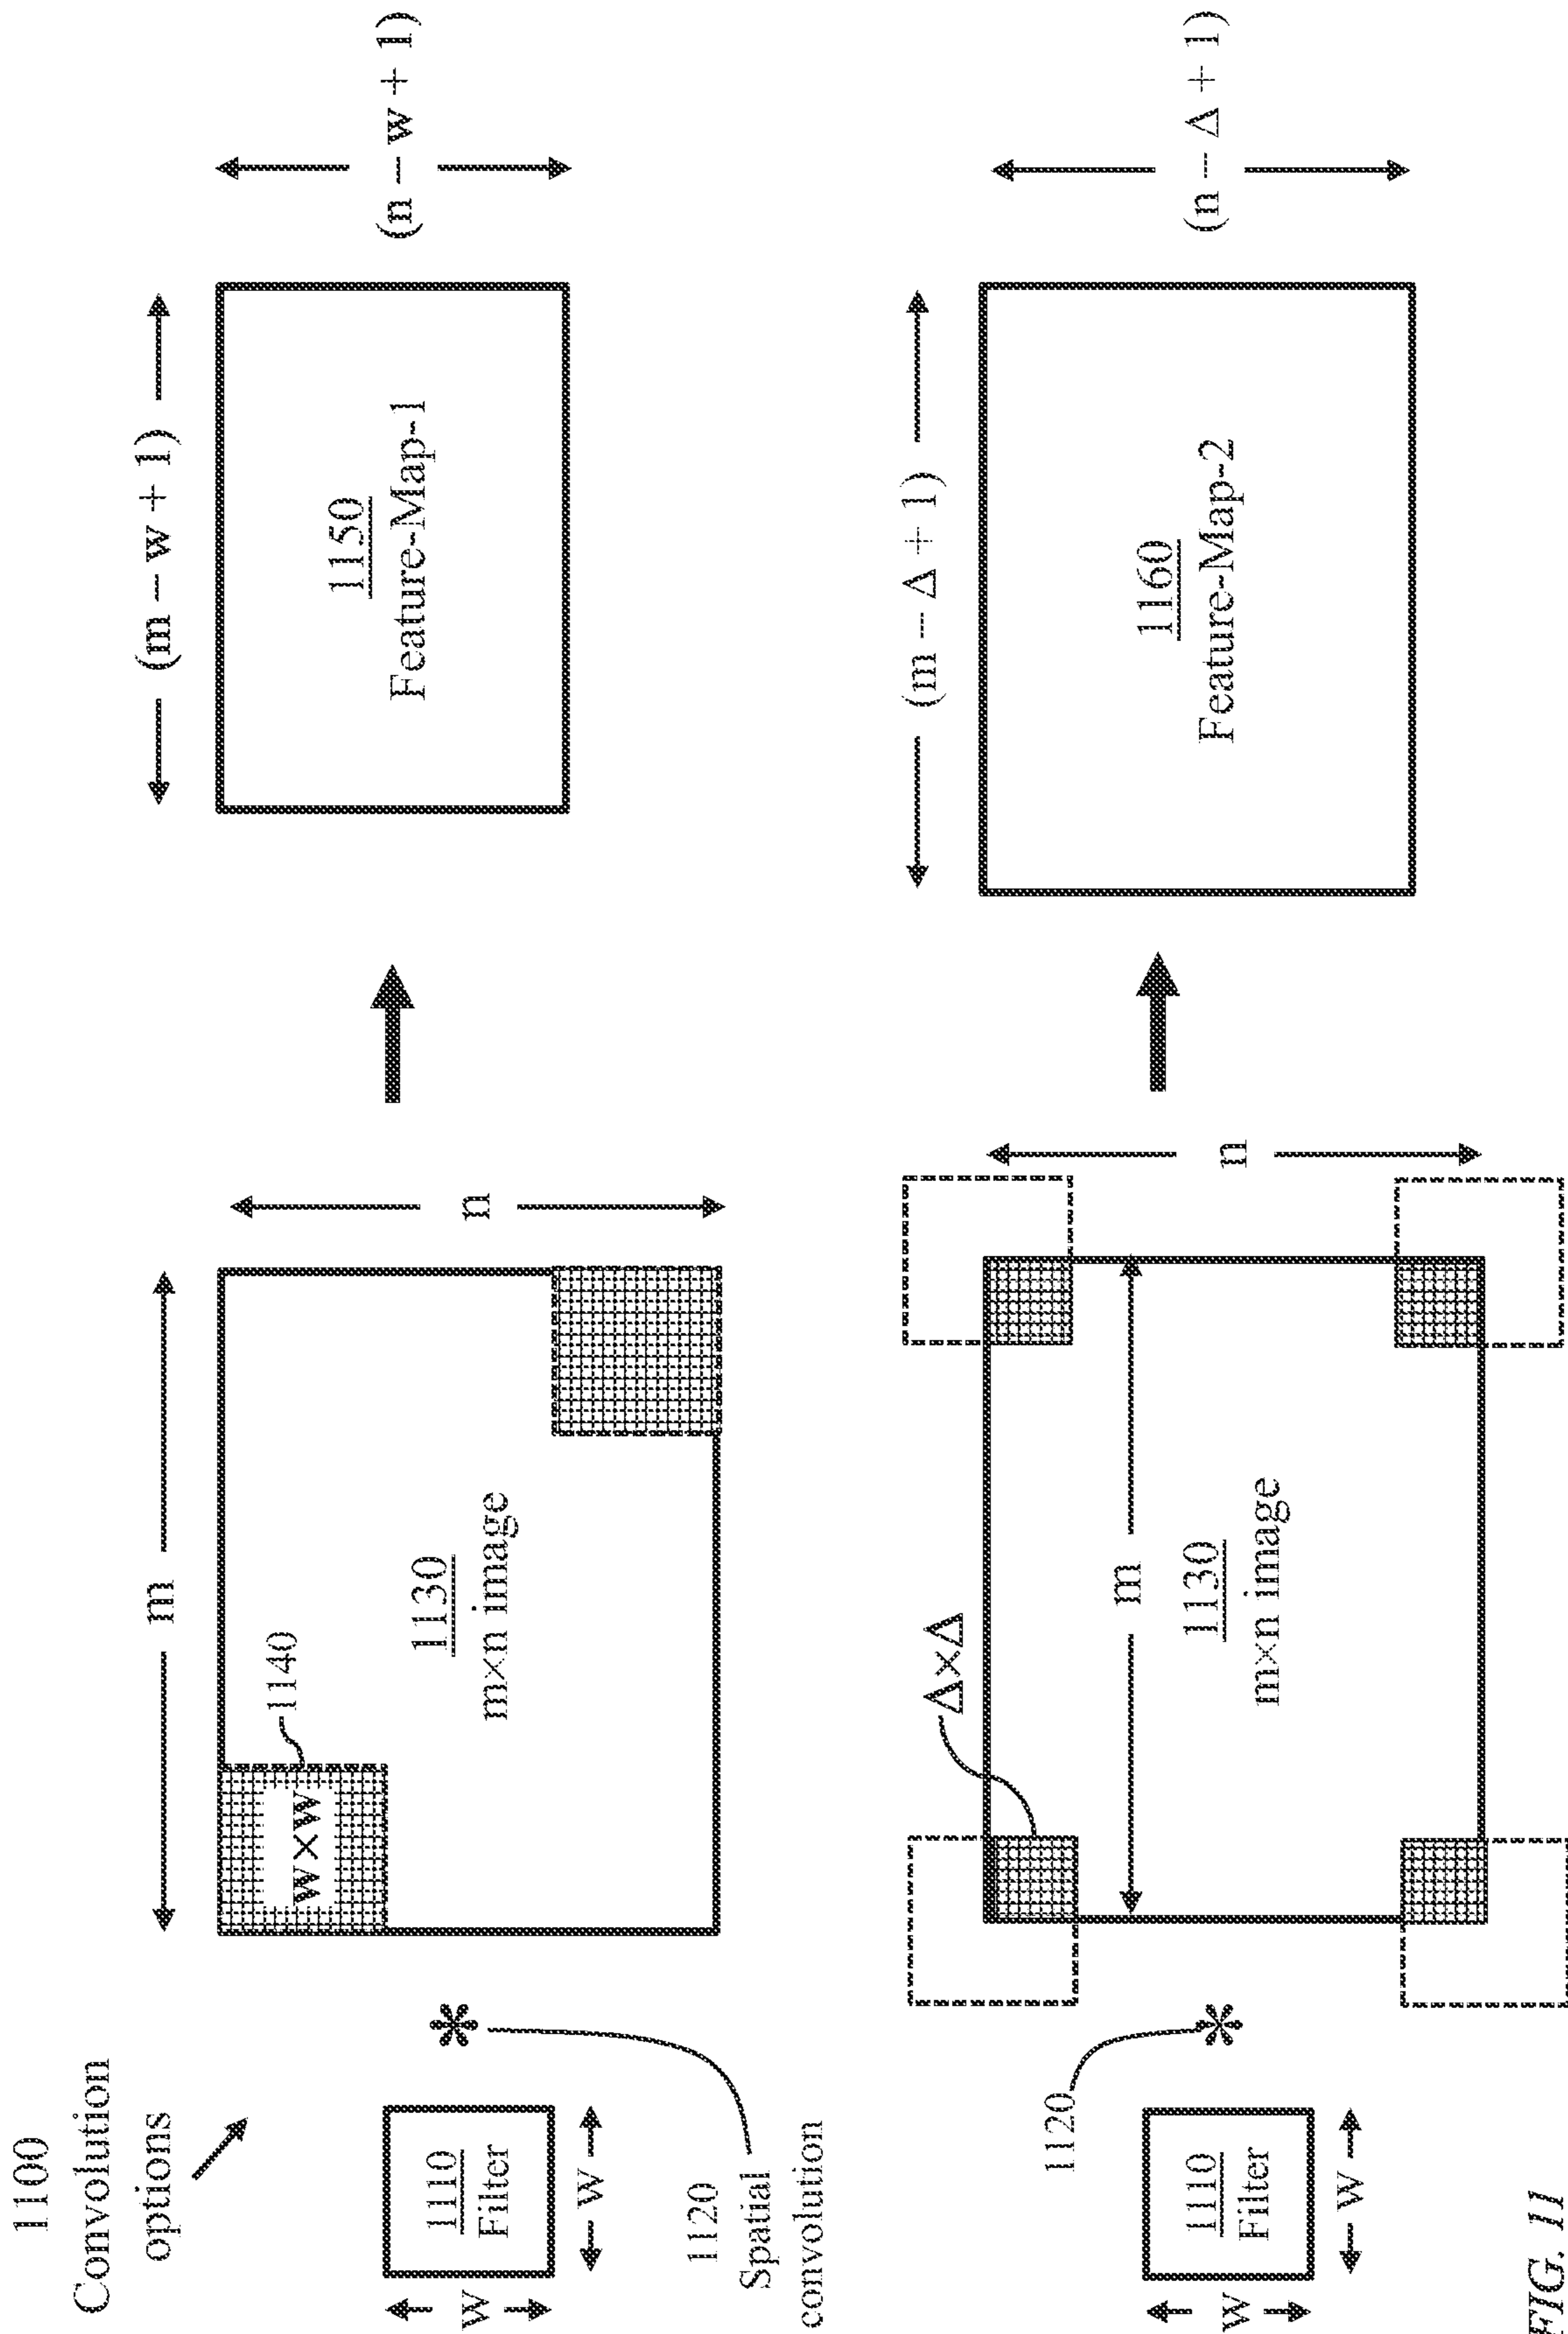 1100
Convolution
options
1110
Filter
w
w
1120
Spatial
convolution
*
m
w×w
1140
1130
m×n image
n
(m – w + 1)
1150
Feature-Map-1
(n – w + 1)
1110
Filter
w
w
1120
*
Δ×Δ
m
1130
m×n image
n
(m – Δ + 1)
1160
Feature-Map-2
(n – Δ + 1)
FIG. 11